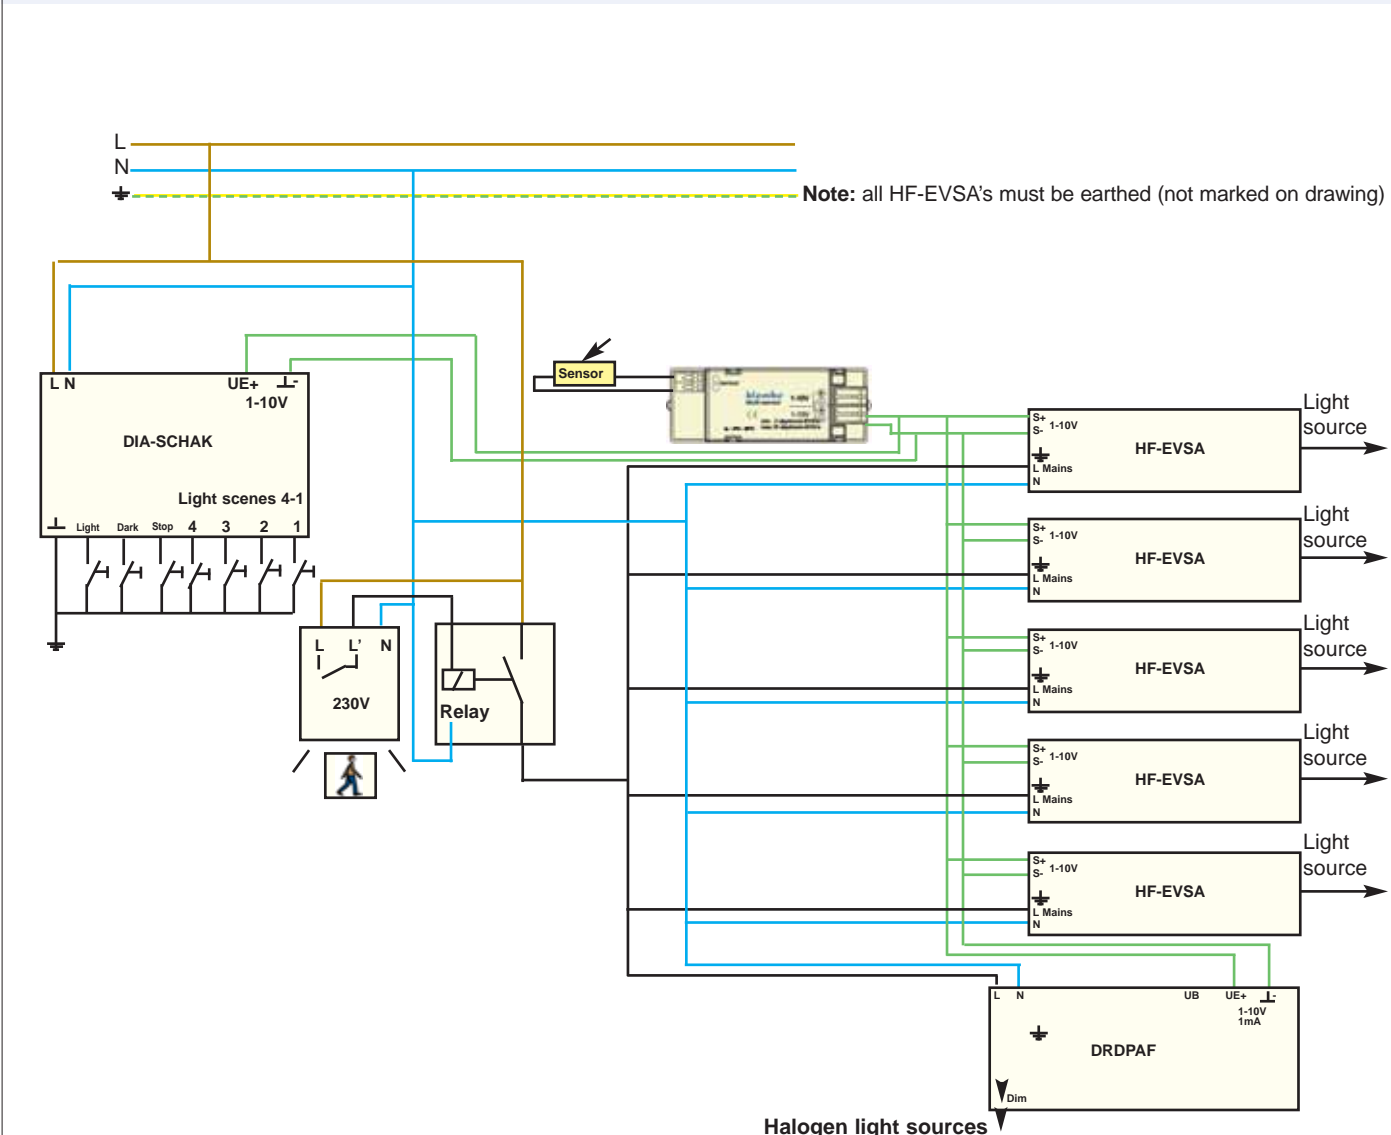 L
N
Note: all HF-EVSA's must be earthed (not marked on drawing)
L N
UE+ ⊥-
1-10V
DIA-SCHAK
Light scenes 4-1
⊥ Light Dark Stop 4 3 2 1
Sensor
L L' N
230V
Relay
S+
S- 1-10V
L Mains
N
HF-EVSA
Light
source
S+
S- 1-10V
L Mains
N
HF-EVSA
Light
source
S+
S- 1-10V
L Mains
N
HF-EVSA
Light
source
S+
S- 1-10V
L Mains
N
HF-EVSA
Light
source
S+
S- 1-10V
L Mains
N
HF-EVSA
Light
source
L N UB UE+ ⊥-
1-10V
1mA
DRDPAF
Dim
Halogen light sources